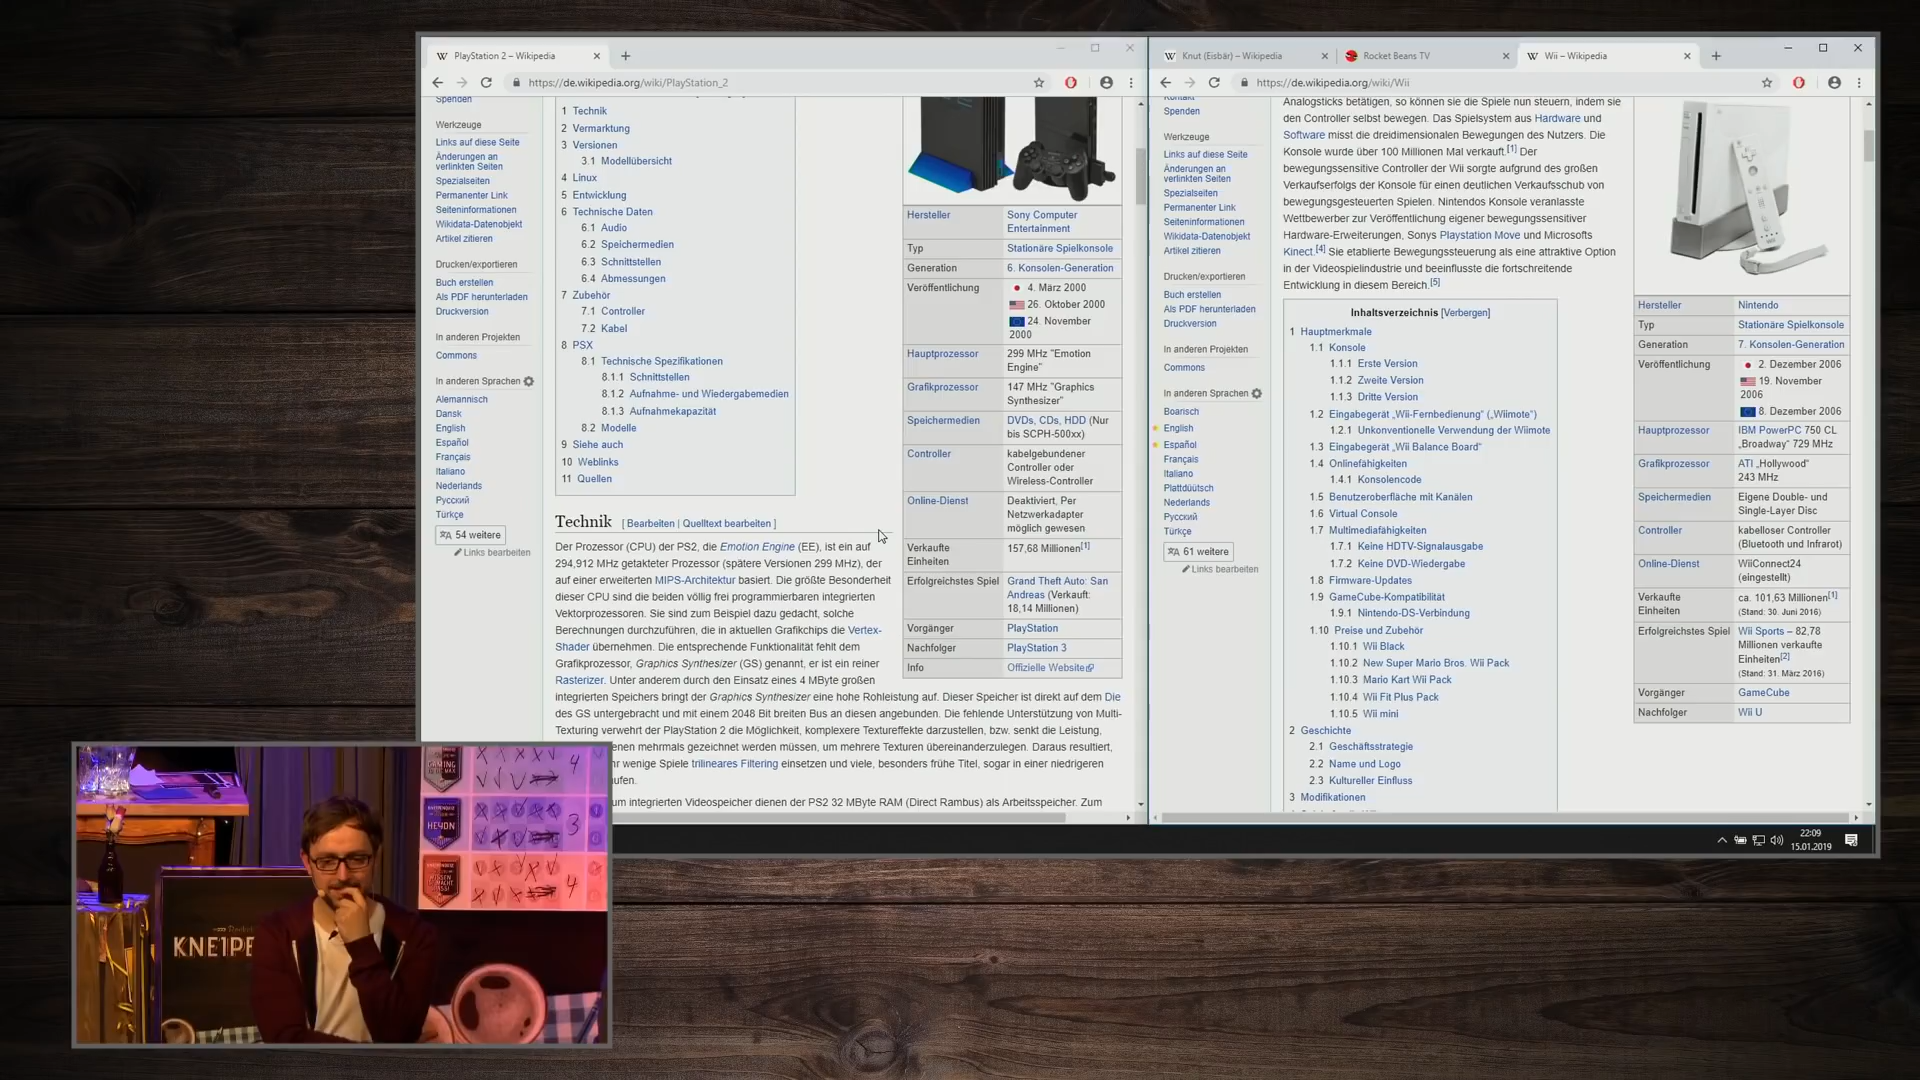 PlayStation 2 – Wikipedia
https://de.wikipedia.org/wiki/PlayStation_2
Spenden
Werkzeuge
Links auf diese Seite
Änderungen an
verlinkten Seiten
Spezialseiten
Permanenter Link
Seiteninformationen
Wikidata-Datenobjekt
Artikel zitieren
Drucken/exportieren
Buch erstellen
Als PDF herunterladen
Druckversion
In anderen Projekten
Commons
In anderen Sprachen
Alemannisch
Dansk
English
Español
Français
Italiano
Nederlands
Русский
Türkçe
54 weitere
Links bearbeiten
1 Technik
2 Vermarktung
3 Versionen
3.1 Modellübersicht
4 Linux
5 Entwicklung
6 Technische Daten
6.1 Audio
6.2 Speichermedien
6.3 Schnittstellen
6.4 Abmessungen
7 Zubehör
7.1 Controller
7.2 Kabel
8 PSX
8.1 Technische Spezifikationen
8.1.1 Schnittstellen
8.1.2 Aufnahme- und Wiedergabemedien
8.1.3 Aufnahmekapazität
8.2 Modelle
9 Siehe auch
10 Weblinks
11 Quellen
Technik [ Bearbeiten | Quelltext bearbeiten ]
Der Prozessor (CPU) der PS2, die Emotion Engine (EE), ist ein auf
294,912 MHz getakteter Prozessor (spätere Versionen 299 MHz), der
auf einer erweiterten MIPS-Architektur basiert. Die größte Besonderheit
dieser CPU sind die beiden völlig frei programmierbaren integrierten
Vektorprozessoren. Sie sind zum Beispiel dazu gedacht, solche
Berechnungen durchzuführen, die in aktuellen Grafikchips die Vertex-
Shader übernehmen. Die entsprechende Funktionalität fehlt dem
Grafikprozessor, Graphics Synthesizer (GS) genannt, er ist ein reiner
Rasterizer. Unter anderem durch den Einsatz eines 4 MByte großen
integrierten Speichers bringt der Graphics Synthesizer eine hohe Rohleistung auf. Dieser Speicher ist direkt auf dem Die
des GS untergebracht und mit einem 2048 Bit breiten Bus an diesen angebunden. Die fehlende Unterstützung von Multi-
Texturing verwehrt der PlayStation 2 die Möglichkeit, komplexere Textureffekte darzustellen, bzw. senkt die Leistung,
enen mehrmals gezeichnet werden müssen, um mehrere Texturen übereinanderzulegen. Daraus resultiert,
hr wenige Spiele trilineares Filtering einsetzen und viele, besonders frühe Titel, sogar in einer niedrigeren
ufen.
um integrierten Videospeicher dienen der PS2 32 MByte RAM (Direct Rambus) als Arbeitsspeicher. Zum
Hersteller Sony Computer
Entertainment
Typ Stationäre Spielkonsole
Generation 6. Konsolen-Generation
Veröffentlichung 4. März 2000
26. Oktober 2000
24. November
2000
Hauptprozessor 299 MHz "Emotion
Engine"
Grafikprozessor 147 MHz "Graphics
Synthesizer"
Speichermedien DVDs, CDs, HDD (Nur
bis SCPH-500xx)
Controller kabelgebundener
Controller oder
Wireless-Controller
Online-Dienst Deaktiviert, Per
Netzwerkadapter
möglich gewesen
Verkaufte 157,68 Millionen[1]
Einheiten
Erfolgreichstes Spiel Grand Theft Auto: San
Andreas (Verkauft:
18,14 Millionen)
Vorgänger PlayStation
Nachfolger PlayStation 3
Info Offizielle Website
Knut (Eisbär) – Wikipedia
Rocket Beans TV
Wii – Wikipedia
https://de.wikipedia.org/wiki/Wii
Kontakt
Spenden
Werkzeuge
Links auf diese Seite
Änderungen an
verlinkten Seiten
Spezialseiten
Permanenter Link
Seiteninformationen
Wikidata-Datenobjekt
Artikel zitieren
Drucken/exportieren
Buch erstellen
Als PDF herunterladen
Druckversion
In anderen Projekten
Commons
In anderen Sprachen
Boarisch
English
Español
Français
Italiano
Plattdüütsch
Nederlands
Русский
Türkçe
61 weitere
Links bearbeiten
Analogsticks betätigen, so können sie die Spiele nun steuern, indem sie
den Controller selbst bewegen. Das Spielsystem aus Hardware und
Software misst die dreidimensionalen Bewegungen des Nutzers. Die
Konsole wurde über 100 Millionen Mal verkauft.[1] Der
bewegungssensitive Controller der Wii sorgte aufgrund des großen
Verkaufserfolgs der Konsole für einen deutlichen Verkaufsschub von
bewegungsgesteuerten Spielen. Nintendos Konsole veranlasste
Wettbewerber zur Veröffentlichung eigener bewegungssensitiver
Hardware-Erweiterungen, Sonys Playstation Move und Microsofts
Kinect.[4] Sie etablierte Bewegungssteuerung als eine attraktive Option
in der Videospielindustrie und beeinflusste die fortschreitende
Entwicklung in diesem Bereich.[5]
Inhaltsverzeichnis [Verbergen]
1 Hauptmerkmale
1.1 Konsole
1.1.1 Erste Version
1.1.2 Zweite Version
1.1.3 Dritte Version
1.2 Eingabegerät „Wii-Fernbedienung“ („Wiimote“)
1.2.1 Unkonventionelle Verwendung der Wiimote
1.3 Eingabegerät „Wii Balance Board“
1.4 Onlinefähigkeiten
1.4.1 Konsolencode
1.5 Benutzeroberfläche mit Kanälen
1.6 Virtual Console
1.7 Multimediafähigkeiten
1.7.1 Keine HDTV-Signalausgabe
1.7.2 Keine DVD-Wiedergabe
1.8 Firmware-Updates
1.9 GameCube-Kompatibilität
1.9.1 Nintendo-DS-Verbindung
1.10 Preise und Zubehör
1.10.1 Wii Black
1.10.2 New Super Mario Bros. Wii Pack
1.10.3 Mario Kart Wii Pack
1.10.4 Wii Fit Plus Pack
1.10.5 Wii mini
2 Geschichte
2.1 Geschäftsstrategie
2.2 Name und Logo
2.3 Kultureller Einfluss
3 Modifikationen
Hersteller Nintendo
Typ Stationäre Spielkonsole
Generation 7. Konsolen-Generation
Veröffentlichung 2. Dezember 2006
19. November
2006
8. Dezember 2006
Hauptprozessor IBM PowerPC 750 CL
„Broadway“ 729 MHz
Grafikprozessor ATI „Hollywood“
243 MHz
Speichermedien Eigene Double- und
Single-Layer Disc
Controller kabelloser Controller
(Bluetooth und Infrarot)
Online-Dienst WiiConnect24
(eingestellt)
Verkaufte ca. 101,63 Millionen[1]
Einheiten (Stand: 30. Juni 2016)
Erfolgreichstes Spiel Wii Sports – 82,78
Millionen verkaufte
Einheiten[2]
(Stand: 31. März 2016)
Vorgänger GameCube
Nachfolger Wii U
22:09
15.01.2019
4
HEYDN
3
4
KNEIPE